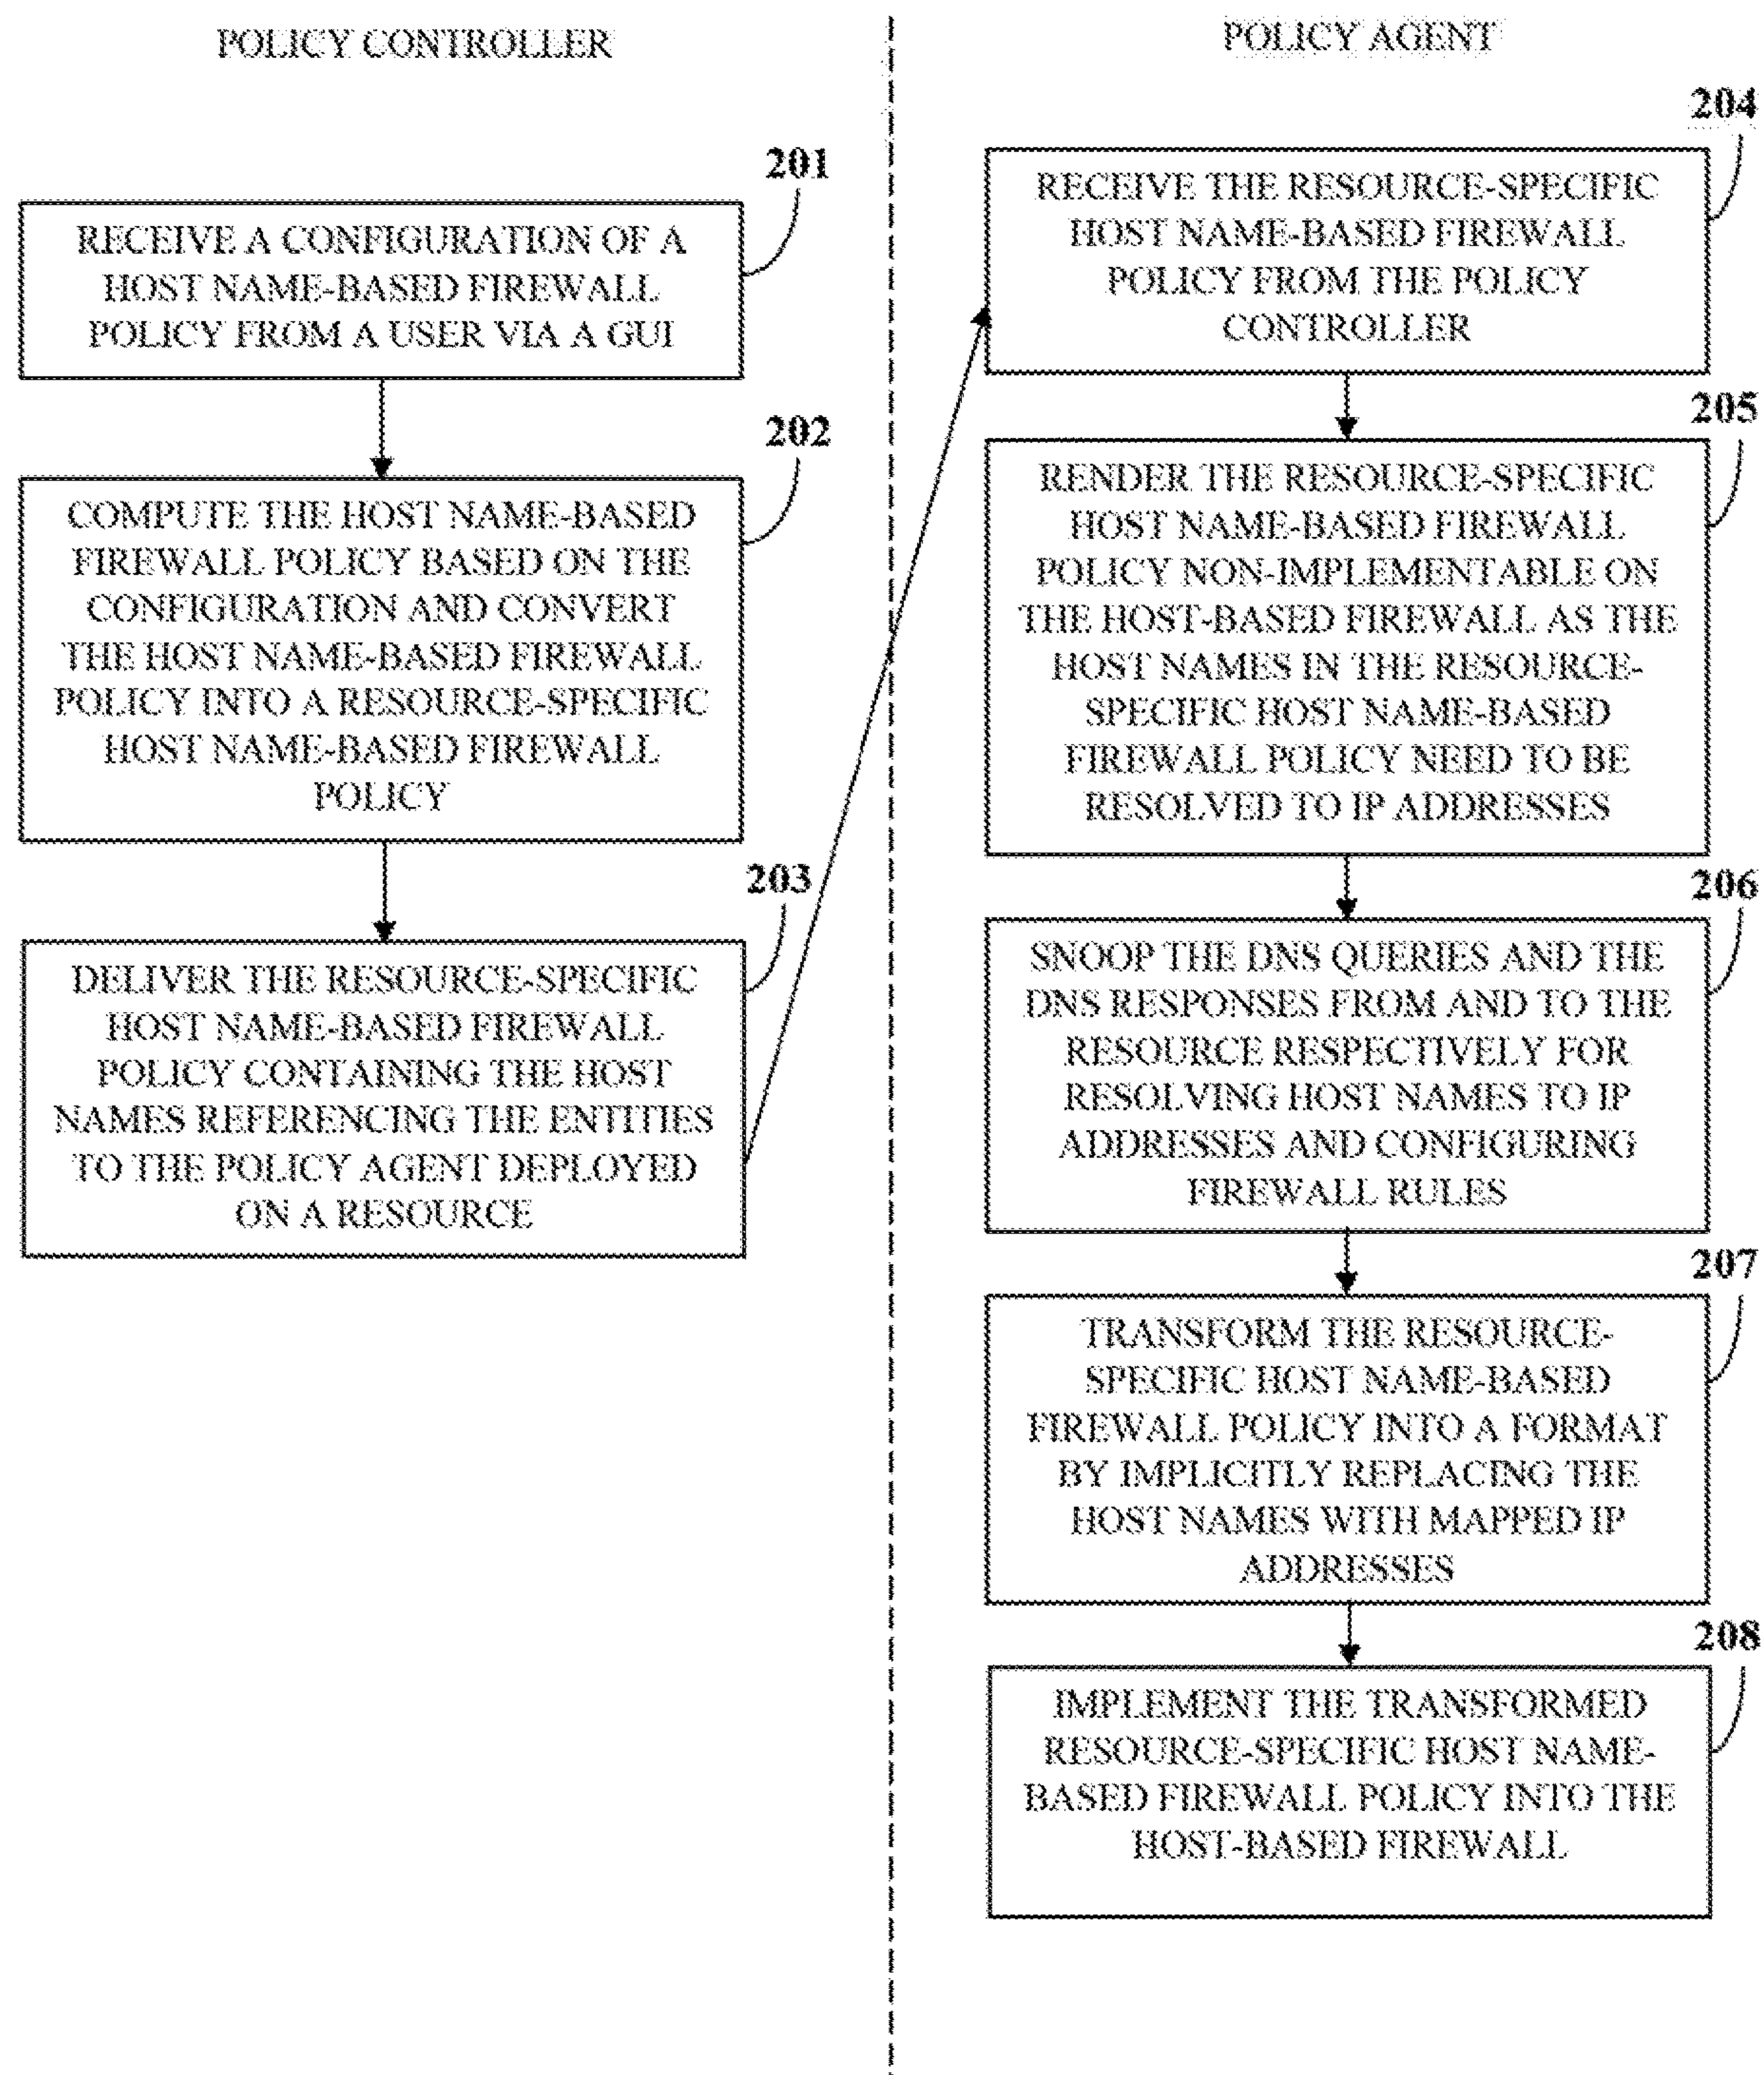 POLICY CONTROLLER
201
RECEIVE A CONFIGURATION OF A
HOST NAME-BASED FIREWALL
POLICY FROM A USER VIA A GUI
202
COMPUTE THE HOST NAME-BASED
FIREWALL POLICY BASED ON THE
CONFIGURATION AND CONVERT
THE HOST NAME-BASED FIREWALL
POLICY INTO A RESOURCE-SPECIFIC
HOST NAME-BASED FIREWALL
POLICY
203
DELIVER THE RESOURCE-SPECIFIC
HOST NAME-BASED FIREWALL
POLICY CONTAINING THE HOST
NAMES REFERENCING THE ENTITIES
TO THE POLICY AGENT DEPLOYED
ON A RESOURCE
POLICY AGENT
204
RECEIVE THE RESOURCE-SPECIFIC
HOST NAME-BASED FIREWALL
POLICY FROM THE POLICY
CONTROLLER
205
RENDER THE RESOURCE-SPECIFIC
HOST NAME-BASED FIREWALL
POLICY NON-IMPLEMENTABLE ON
THE HOST-BASED FIREWALL AS THE
HOST NAMES IN THE RESOURCE-
SPECIFIC HOST NAME-BASED
FIREWALL POLICY NEED TO BE
RESOLVED TO IP ADDRESSES
206
SNOOP THE DNS QUERIES AND THE
DNS RESPONSES FROM AND TO THE
RESOURCE RESPECTIVELY FOR
RESOLVING HOST NAMES TO IP
ADDRESSES AND CONFIGURING
FIREWALL RULES
207
TRANSFORM THE RESOURCE-
SPECIFIC HOST NAME-BASED
FIREWALL POLICY INTO A FORMAT
BY IMPLICITLY REPLACING THE
HOST NAMES WITH MAPPED IP
ADDRESSES
208
IMPLEMENT THE TRANSFORMED
RESOURCE-SPECIFIC HOST NAME-
BASED FIREWALL POLICY INTO THE
HOST-BASED FIREWALL